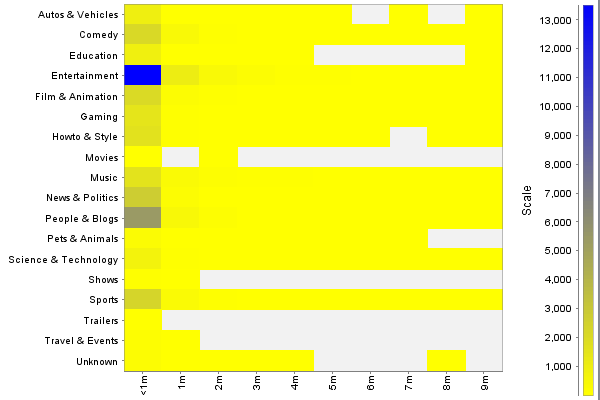 Autos & Vehicles
Comedy
Education
Entertainment
Film & Animation
Gaming
Howto & Style
Movies
Music
News & Politics
People & Blogs
Pets & Animals
Science & Technology
Shows
Sports
Trailers
Travel & Events
Unknown
<1m 1m 2m 3m 4m 5m 6m 7m 8m 9m
Scale
13,000
12,000
11,000
10,000
9,000
8,000
7,000
6,000
5,000
4,000
3,000
2,000
1,000